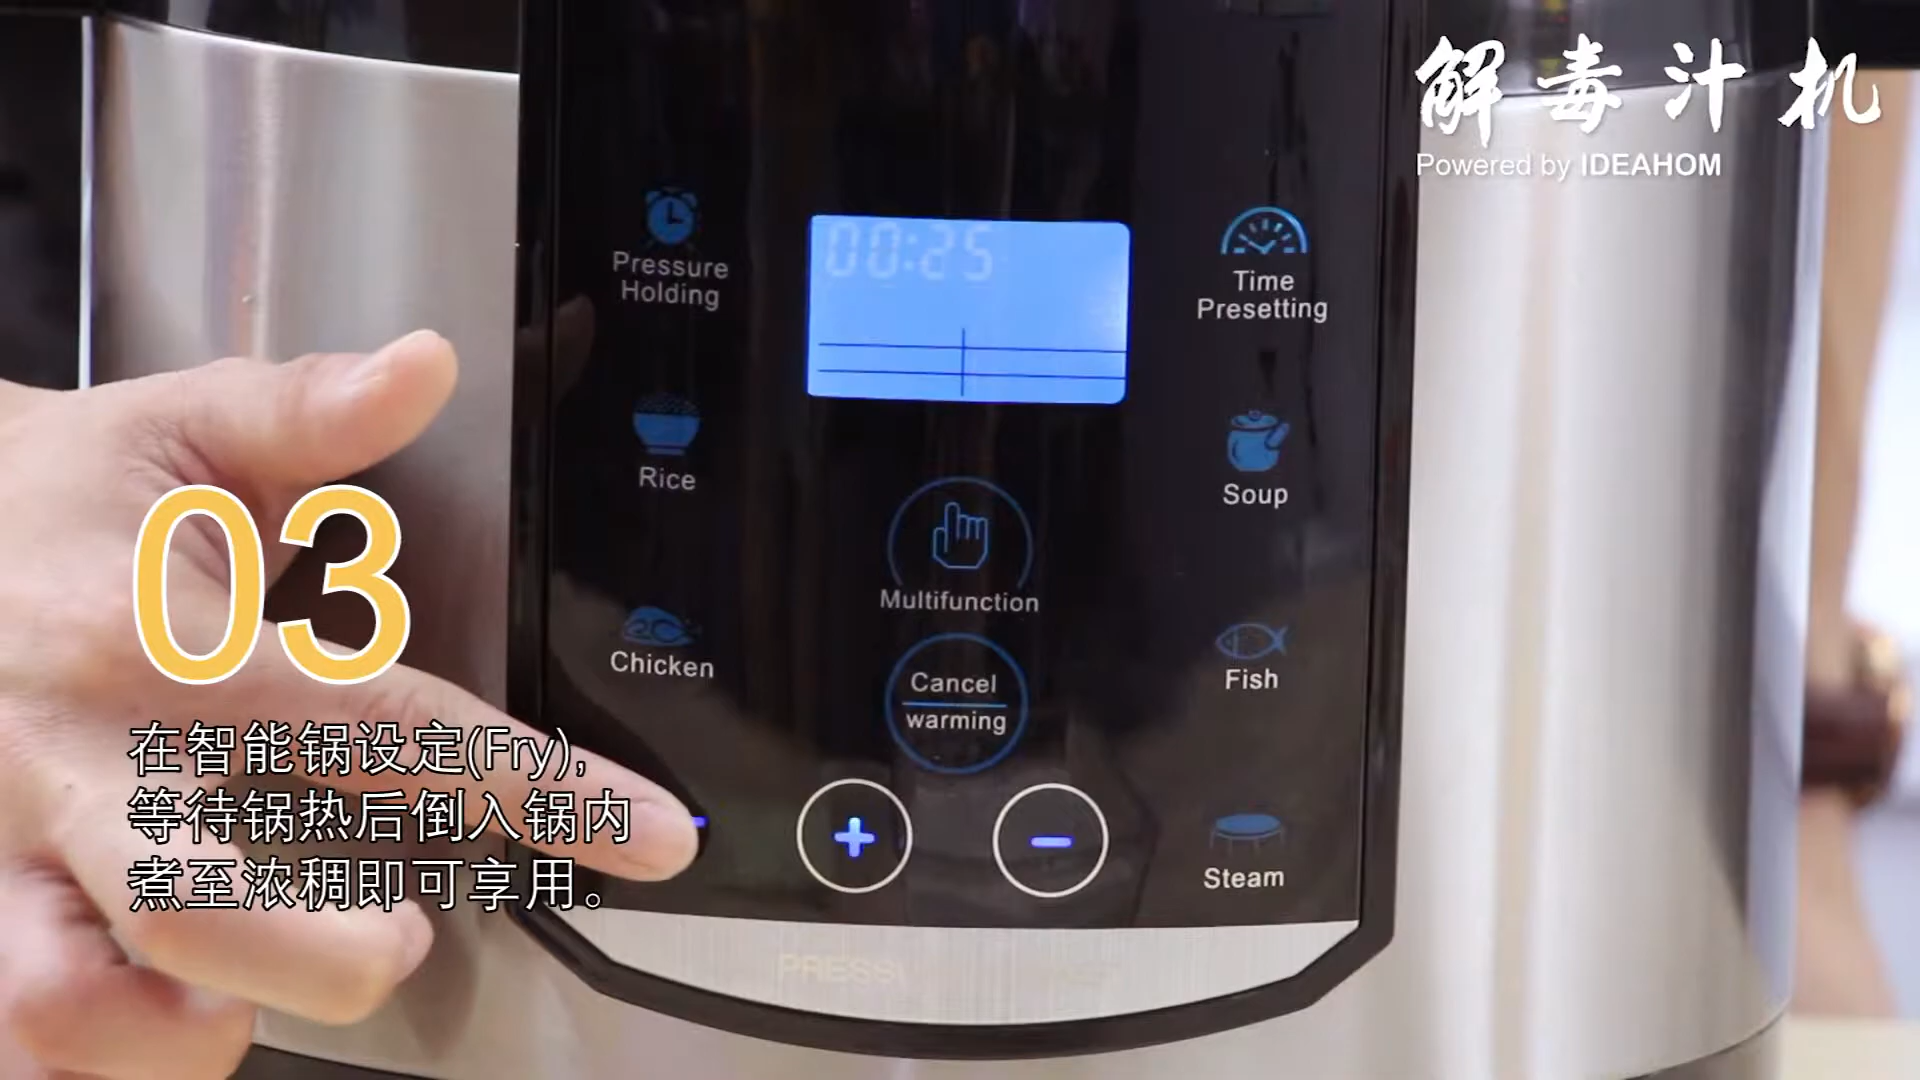 解毒汁机
Powered by IDEAHOM
00:25
Pressure
Holding
Time
Presetting
Rice
Soup
Multifunction
Chicken
Cancel
warming
Fish
+
-
Steam
03
在智能锅设定(Fry),
等待锅热后倒入锅内
煮至浓稠即可享用。